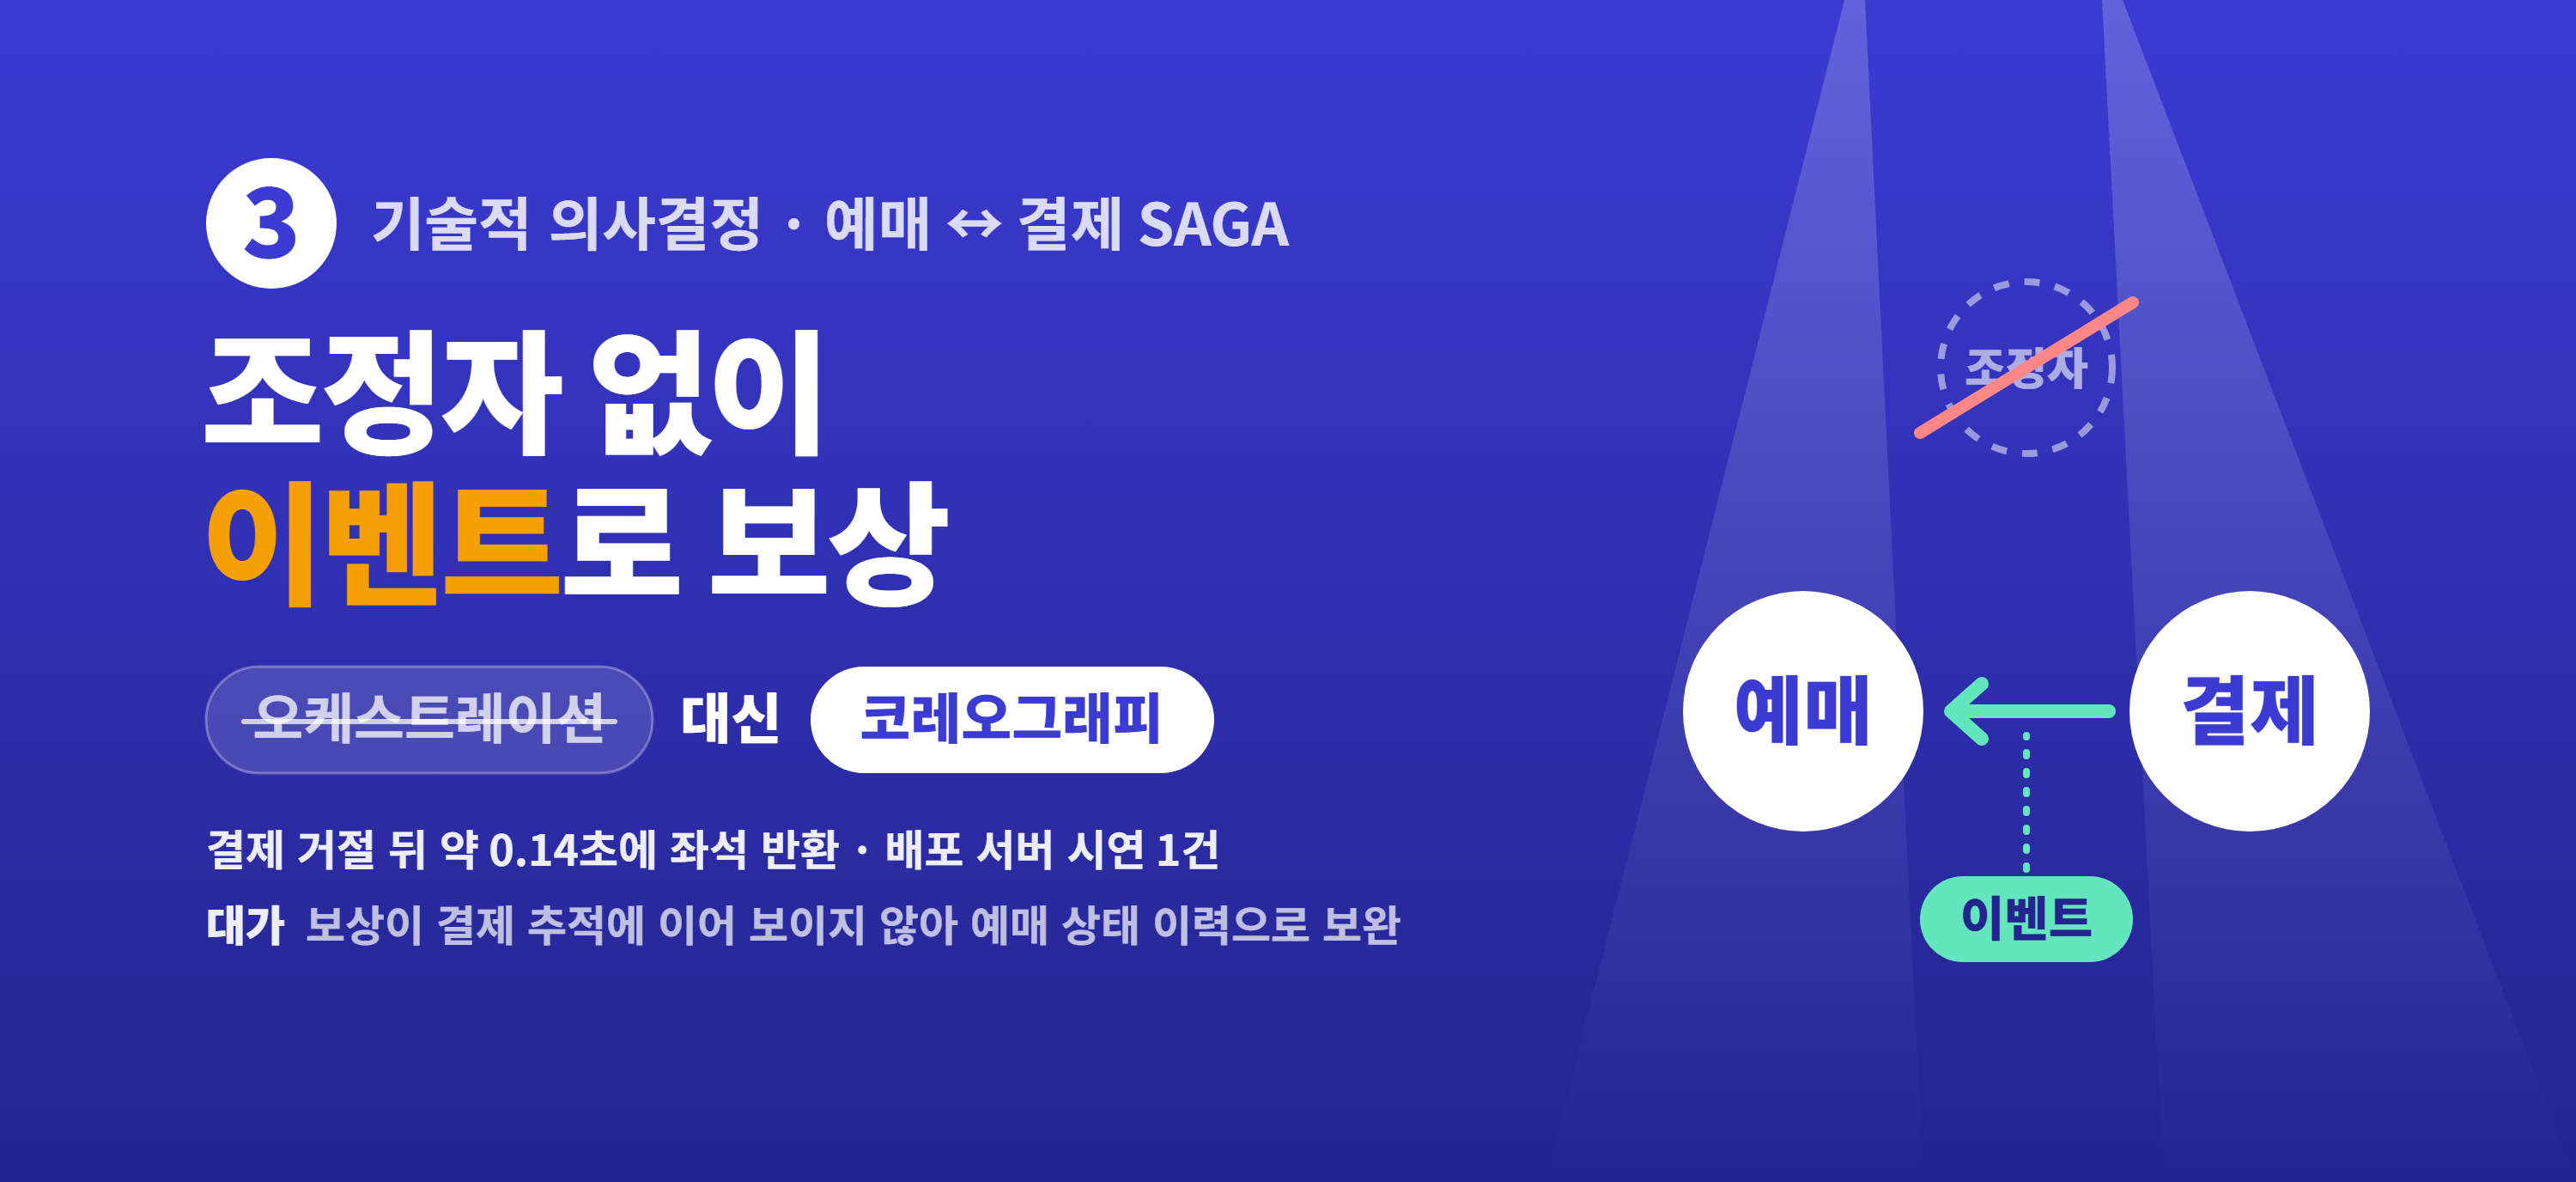 3 기술적 의사결정 · 예매 ↔ 결제 SAGA
조정자 없이
이벤트로 보상
오케스트레이션 대신 코레오그래피
결제 거절 뒤 약 0.14초에 좌석 반환 · 배포 서버 시연 1건
대가 보상이 결제 추적에 이어 보이지 않아 예매 상태 이력으로 보완
조정자
예매
결제
이벤트